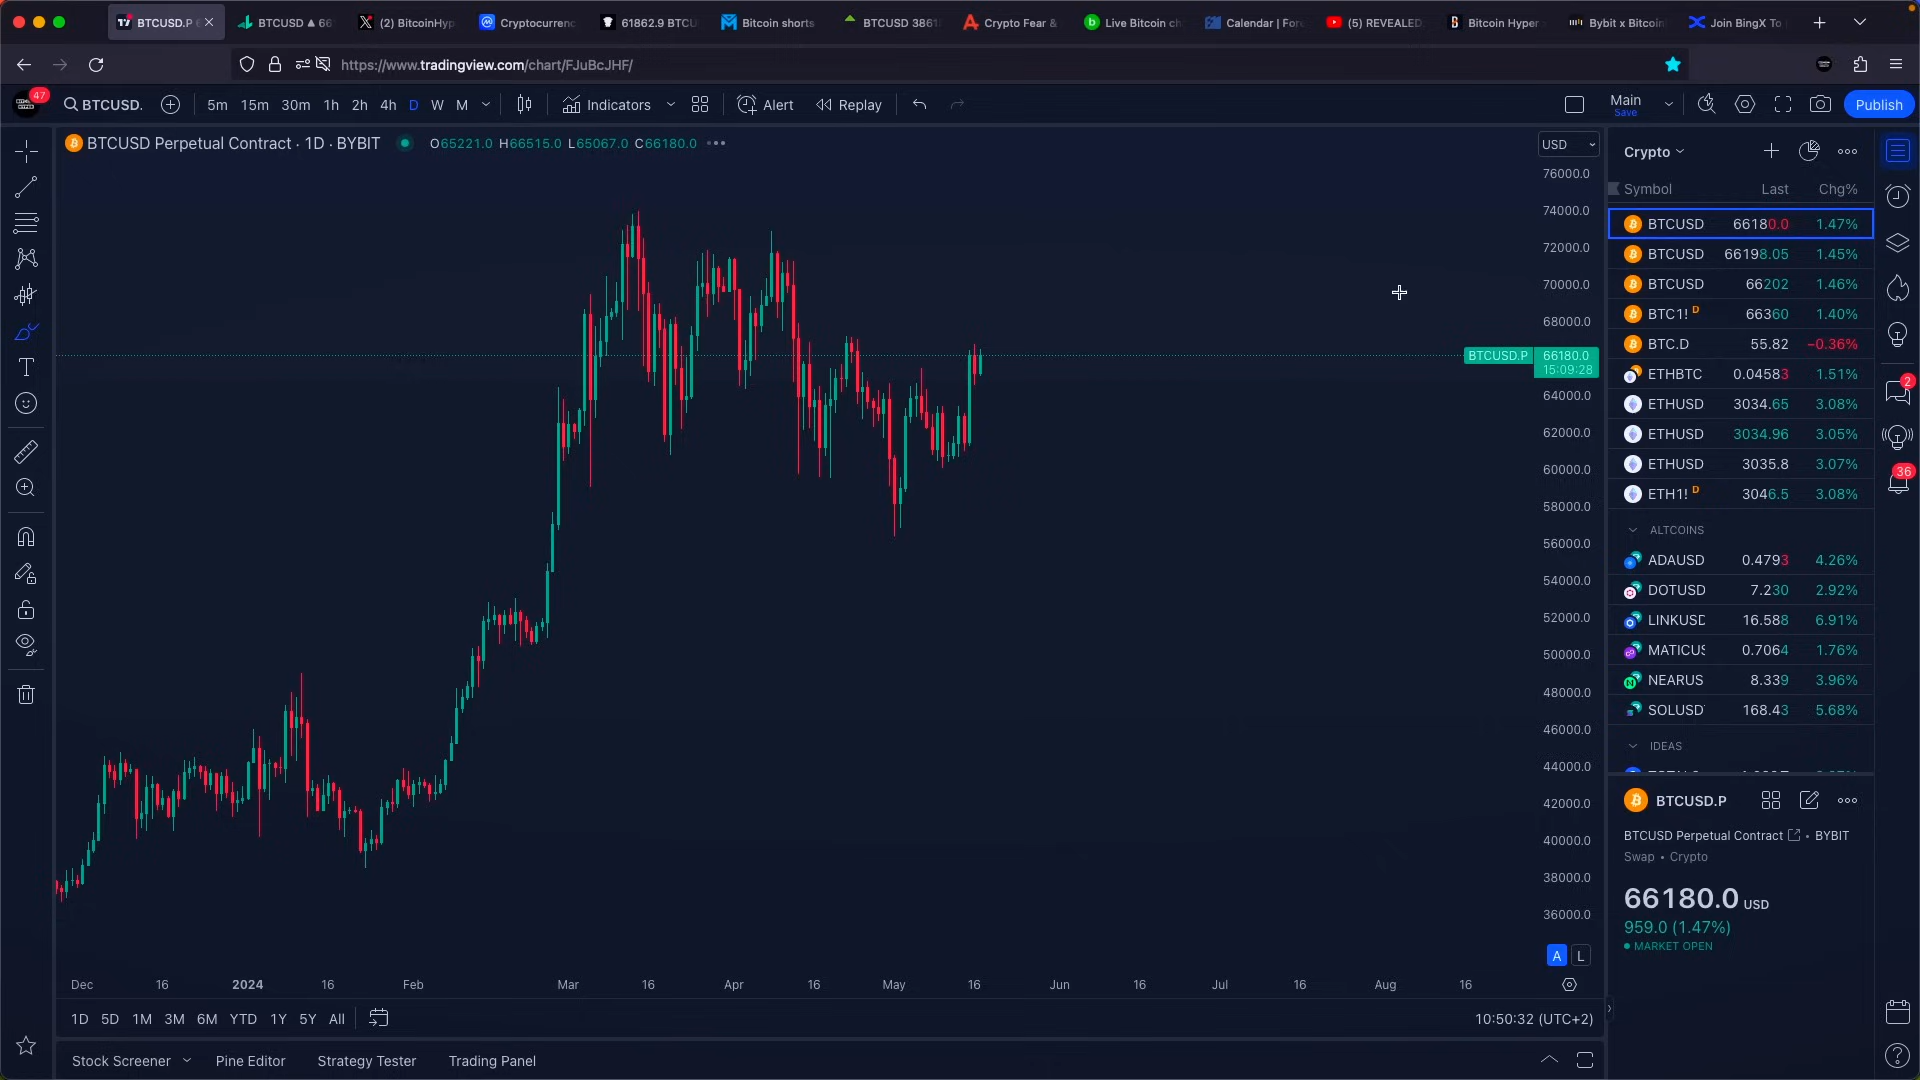 BTCUSD.P
BTCUSD ▲ 66
(2) BitcoinHyp
Cryptocurrenc
61862.9 BTCU
Bitcoin shorts
BTCUSD 3861
Crypto Fear &
Live Bitcoin ch
Calendar | For
(5) REVEALED
Bitcoin Hyper
Bybit x Bitcoin
Join BingX To
https://www.tradingview.com/chart/FJuBcJHF/
47
BTCUSD.
5m 15m 30m 1h 2h 4h D W M
Indicators
Alert
Replay
Main
Save
Publish
BTCUSD Perpetual Contract · 1D · BYBIT
O65221.0 H66515.0 L65067.0 C66180.0
USD
76000.0
74000.0
72000.0
70000.0
68000.0
BTCUSD.P 66180.0
15:09:28
64000.0
62000.0
60000.0
58000.0
56000.0
54000.0
52000.0
50000.0
48000.0
46000.0
44000.0
42000.0
40000.0
38000.0
36000.0
A L
Dec 16 2024 16 Feb Mar 16 Apr 16 May 16 Jun 16 Jul 16 Aug 16
1D 5D 1M 3M 6M YTD 1Y 5Y All
10:50:32 (UTC+2)
Stock Screener
Pine Editor
Strategy Tester
Trading Panel
Crypto
Symbol Last Chg%
BTCUSD 66180.0 1.47%
BTCUSD 66198.05 1.45%
BTCUSD 66202 1.46%
BTC1! D 66360 1.40%
BTC.D 55.82 −0.36%
ETHBTC 0.04583 1.51%
ETHUSD 3034.65 3.08%
ETHUSD 3034.96 3.05%
ETHUSD 3035.8 3.07%
ETH1! D 3046.5 3.08%
ALTCOINS
ADAUSD 0.4793 4.26%
DOTUSD 7.230 2.92%
LINKUSD 16.588 6.91%
MATICUS 0.7064 1.76%
NEARUS 8.339 3.96%
SOLUSD 168.43 5.68%
IDEAS
BTCUSD.P
BTCUSD Perpetual Contract • BYBIT
Swap • Crypto
66180.0 USD
959.0 (1.47%)
MARKET OPEN
2
36